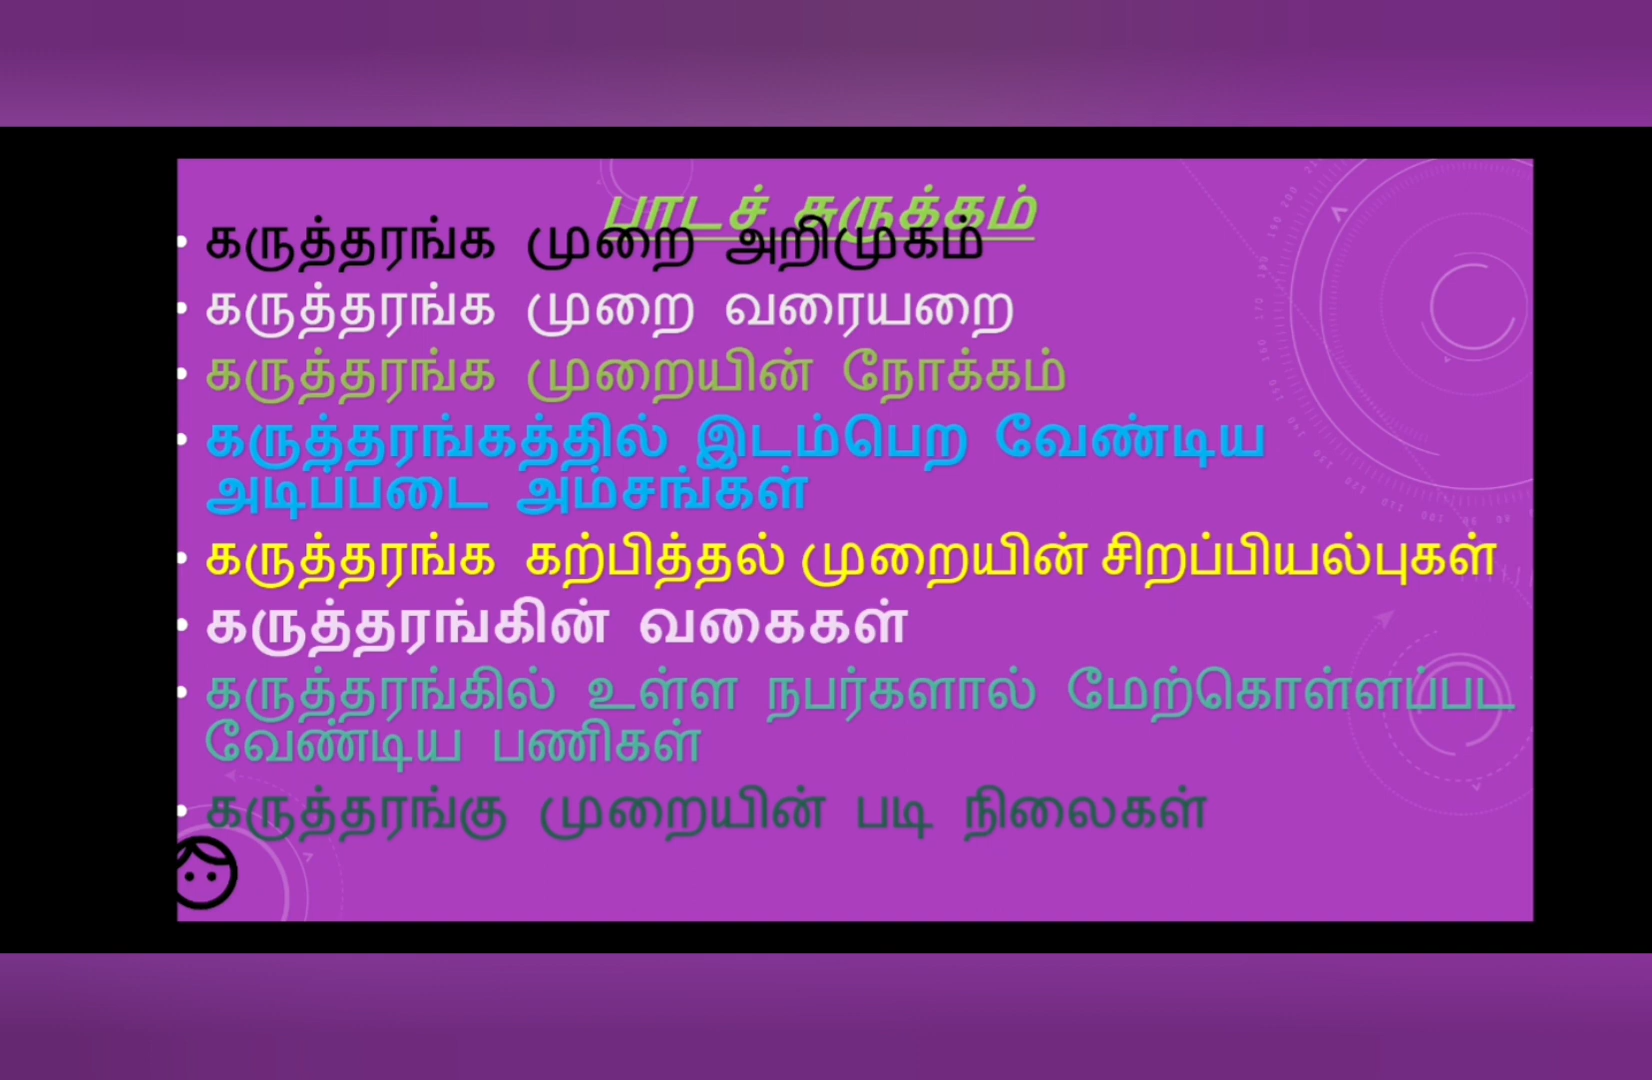 பாடச் சுருக்கம்
கருத்தரங்க முறை அறிமுகம்
கருத்தரங்க முறை வரையறை
கருத்தரங்க முறையின் நோக்கம்
கருத்தரங்கத்தில் இடம்பெற வேண்டிய
அடிப்படை அம்சங்கள்
கருத்தரங்க கற்பித்தல் முறையின் சிறப்பியல்புகள்
கருத்தரங்கின் வகைகள்
கருத்தரங்கில் உள்ள நபர்களால் மேற்கொள்ளப்பட
வேண்டிய பணிகள்
கருத்தரங்கு முறையின் படி நிலைகள்